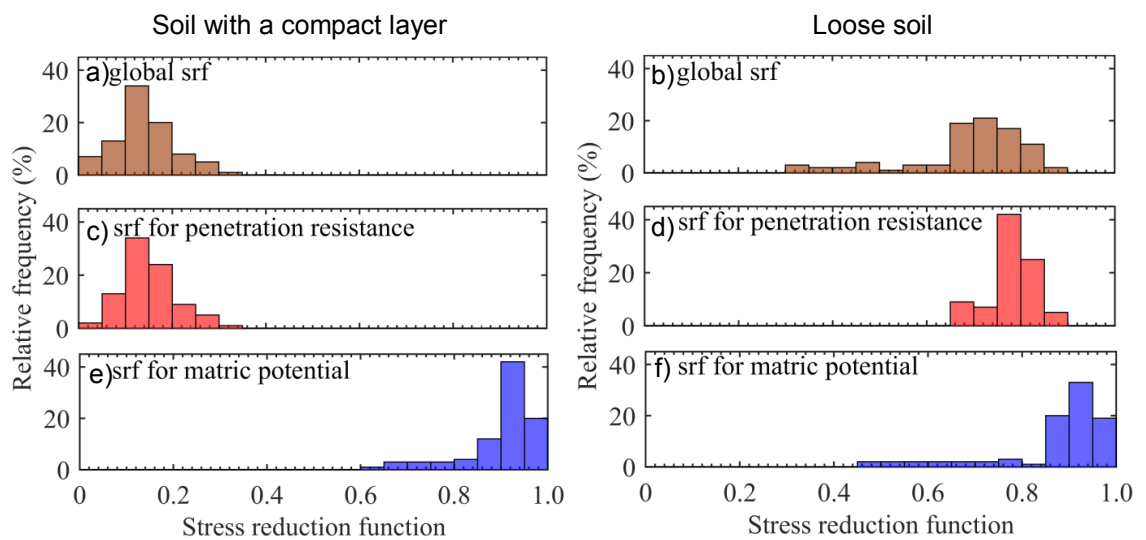 Soil with a compact layer
Loose soil
a) global srf
40
20
0
b) global srf
40
20
0
c) srf for penetration resistance
40
20
0
d) srf for penetration resistance
40
20
0
e) srf for matric potential
40
20
0
f) srf for matric potential
40
20
0
Relative frequency (%)
Relative frequency (%)
0 0.2 0.4 0.6 0.8 1.0
0 0.2 0.4 0.6 0.8 1.0
Stress reduction function
Stress reduction function